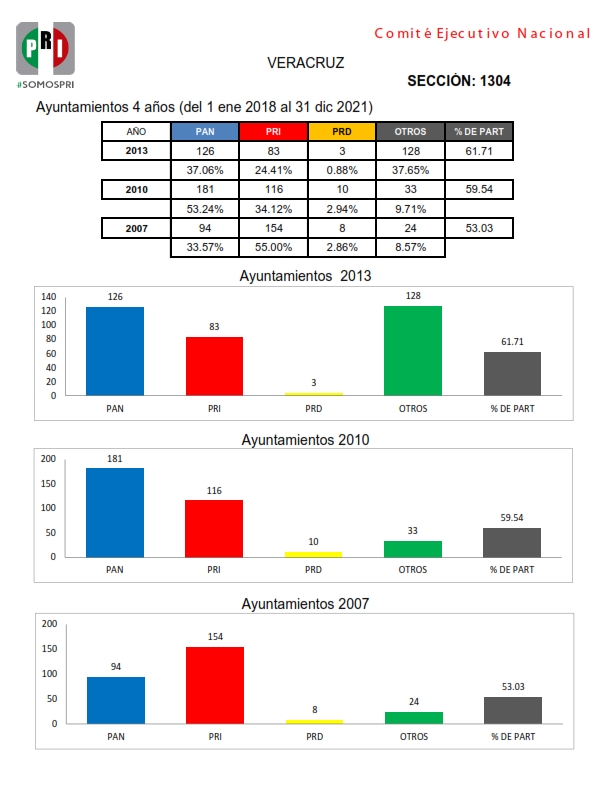 Comité Ejecutivo Nacional
PRI
#SOMOSPRI
VERACRUZ
SECCIÓN: 1304
Ayuntamientos 4 años (del 1 ene 2018 al 31 dic 2021)
AÑO PAN PRI PRD OTROS % DE PART
2013 126 83 3 128 61.71
37.06% 24.41% 0.88% 37.65%
2010 181 116 10 33 59.54
53.24% 34.12% 2.94% 9.71%
2007 94 154 8 24 53.03
33.57% 55.00% 2.86% 8.57%
Ayuntamientos 2013
140
120
100
80
60
40
20
0
126 83 3 128 61.71
PAN PRI PRD OTROS % DE PART
Ayuntamientos 2010
200
150
100
50
0
181 116 10 33 59.54
PAN PRI PRD OTROS % DE PART
Ayuntamientos 2007
200
150
100
50
0
94 154 8 24 53.03
PAN PRI PRD OTROS % DE PART